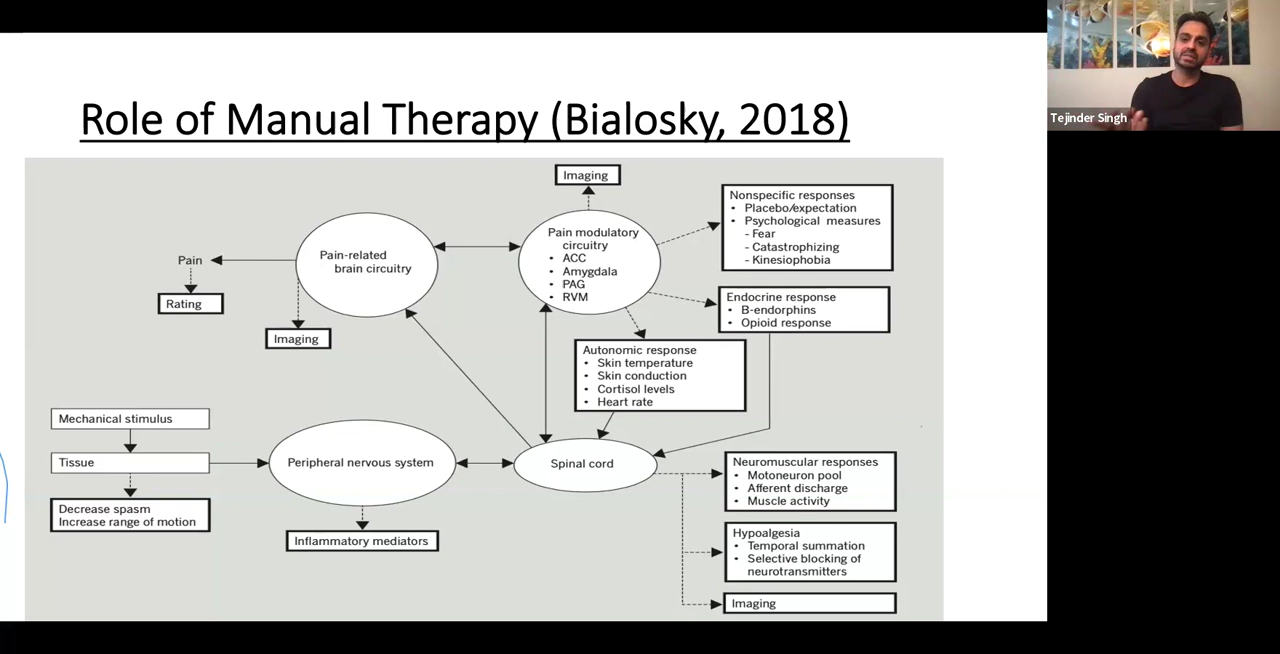 Role of Manual Therapy (Bialosky, 2018)
Tejinder Singh
Imaging
Nonspecific responses
• Placebo/expectation
• Psychological measures
- Fear
- Catastrophizing
- Kinesiophobia
Pain modulatory
circuitry
• ACC
• Amygdala
• PAG
• RVM
Pain-related
brain circuitry
Pain
Rating
Imaging
Endocrine response
• B-endorphins
• Opioid response
Autonomic response
• Skin temperature
• Skin conduction
• Cortisol levels
• Heart rate
Mechanical stimulus
Tissue
Decrease spasm
Increase range of motion
Peripheral nervous system
Inflammatory mediators
Spinal cord
Neuromuscular responses
• Motoneuron pool
• Afferent discharge
• Muscle activity
Hypoalgesia
• Temporal summation
• Selective blocking of
neurotransmitters
Imaging